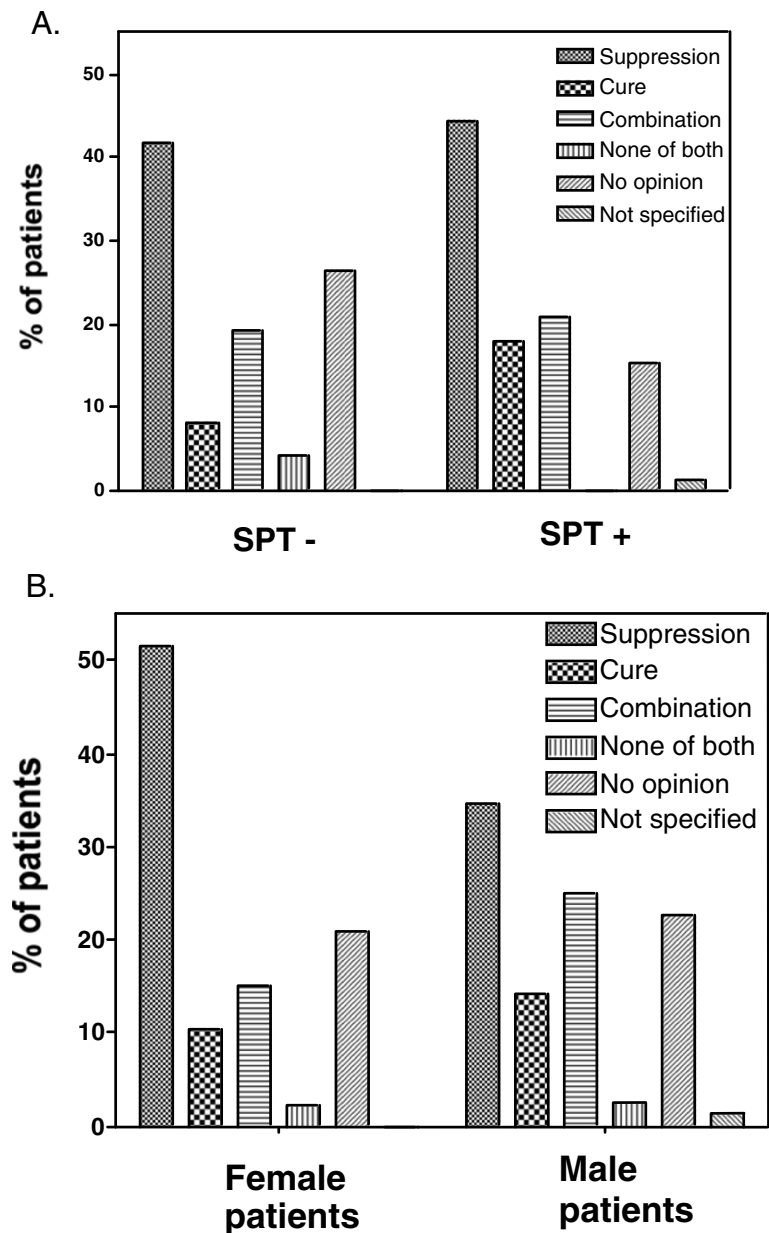 A.
% of patients
50
40
30
20
10
0
Suppression
Cure
Combination
None of both
No opinion
Not specified
SPT -
SPT +
B.
% of patients
50
40
30
20
10
0
Suppression
Cure
Combination
None of both
No opinion
Not specified
Female
patients
Male
patients